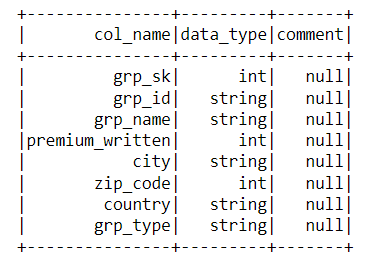 +---------------+---------+-------+
|       col_name|data_type|comment|
+---------------+---------+-------+
|         grp_sk|      int|   null|
|         grp_id|   string|   null|
|       grp_name|   string|   null|
|premium_written|      int|   null|
|           city|   string|   null|
|       zip_code|      int|   null|
|        country|   string|   null|
|       grp_type|   string|   null|
+---------------+---------+-------+